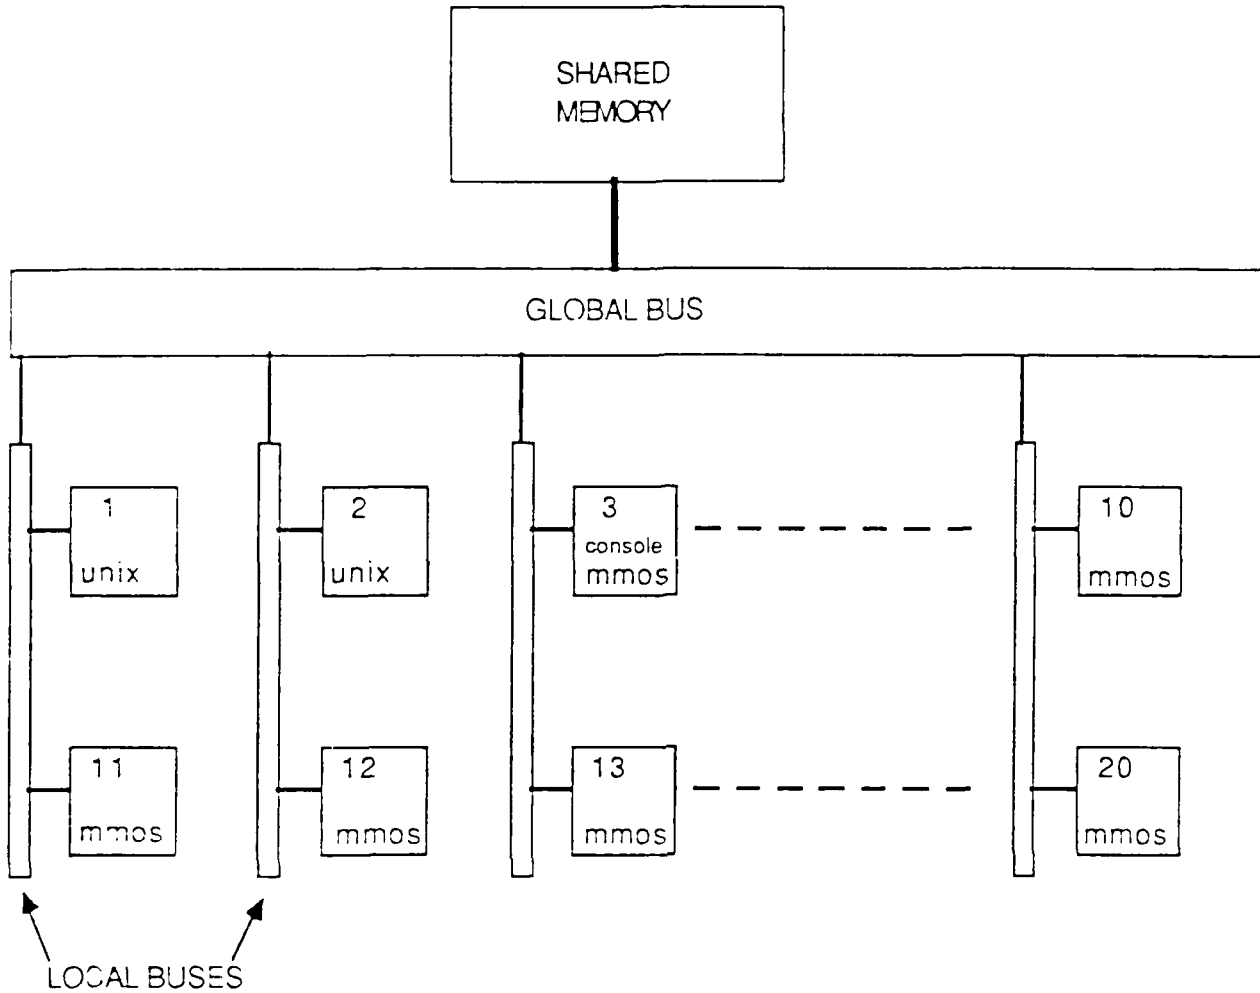 SHARED
MEMORY
GLOBAL BUS
1
unix
2
unix
3
console
mmos
10
mmos
11
mmos
12
mmos
13
mmos
20
mmos
LOCAL BUSES